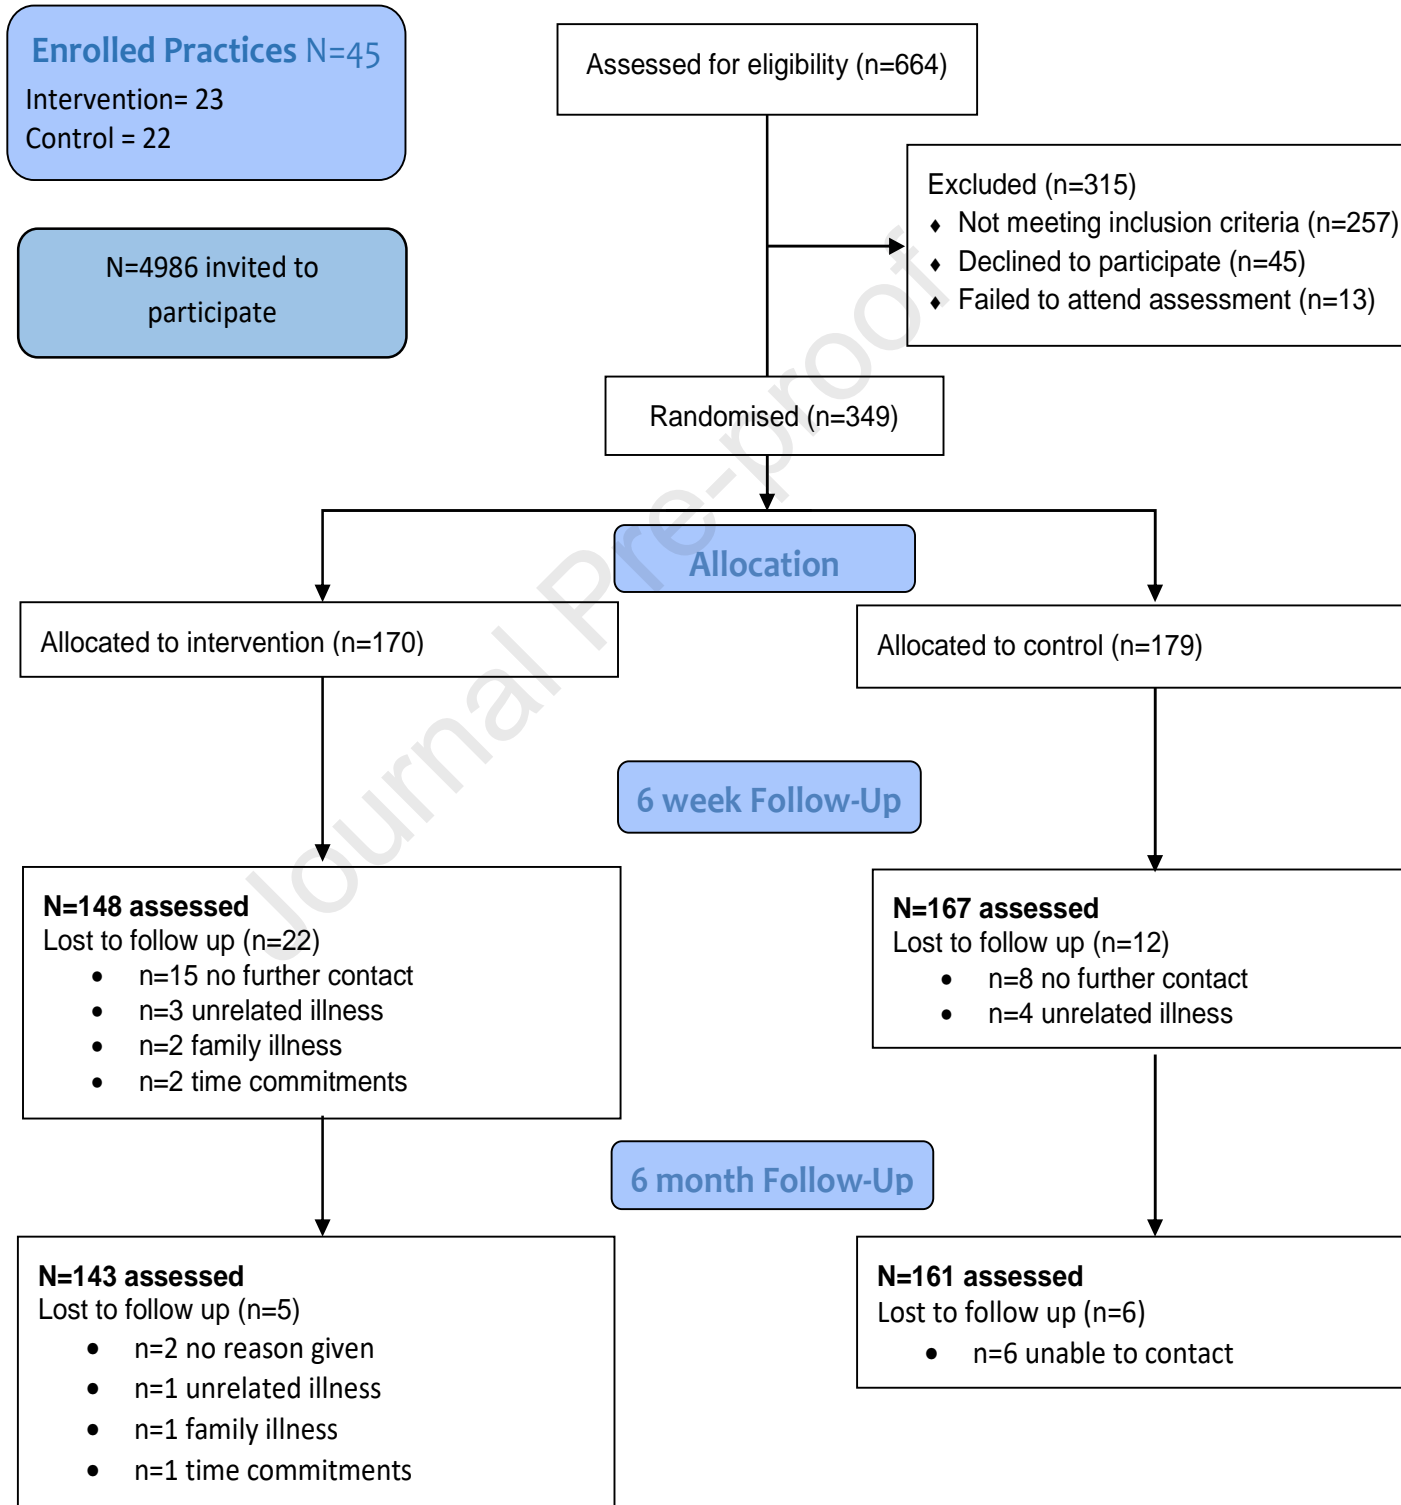 Enrolled Practices N=45
Intervention= 23
Control = 22
N=4986 invited to
participate
Assessed for eligibility (n=664)
Excluded (n=315)
♦ Not meeting inclusion criteria (n=257)
♦ Declined to participate (n=45)
♦ Failed to attend assessment (n=13)
Randomised (n=349)
Allocation
Allocated to intervention (n=170)
Allocated to control (n=179)
6 week Follow-Up
N=148 assessed
Lost to follow up (n=22)
• n=15 no further contact
• n=3 unrelated illness
• n=2 family illness
• n=2 time commitments
N=167 assessed
Lost to follow up (n=12)
• n=8 no further contact
• n=4 unrelated illness
6 month Follow-Up
N=143 assessed
Lost to follow up (n=5)
• n=2 no reason given
• n=1 unrelated illness
• n=1 family illness
• n=1 time commitments
N=161 assessed
Lost to follow up (n=6)
• n=6 unable to contact
Journal Pre-proof